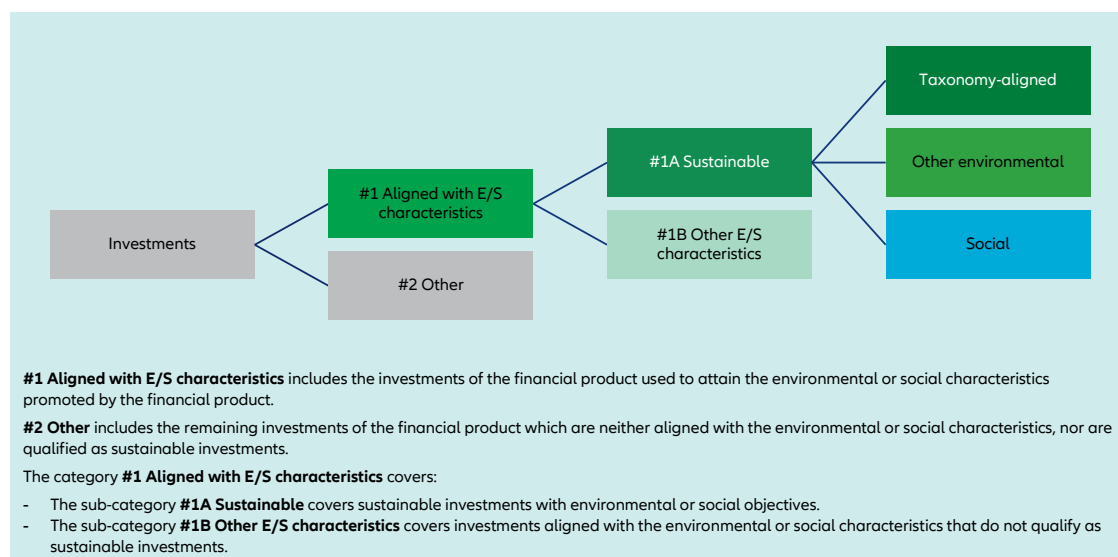 Taxonomy-aligned
#1A Sustainable
Other environmental
#1 Aligned with E/S
characteristics
Investments
#1B Other E/S
characteristics
Social
#2 Other
#1 Aligned with E/S characteristics includes the investments of the financial product used to attain the environmental or social characteristics
promoted by the financial product.
#2 Other includes the remaining investments of the financial product which are neither aligned with the environmental or social characteristics, nor are
qualified as sustainable investments.
The category #1 Aligned with E/S characteristics covers:
- The sub-category #1A Sustainable covers sustainable investments with environmental or social objectives.
- The sub-category #1B Other E/S characteristics covers investments aligned with the environmental or social characteristics that do not qualify as
sustainable investments.